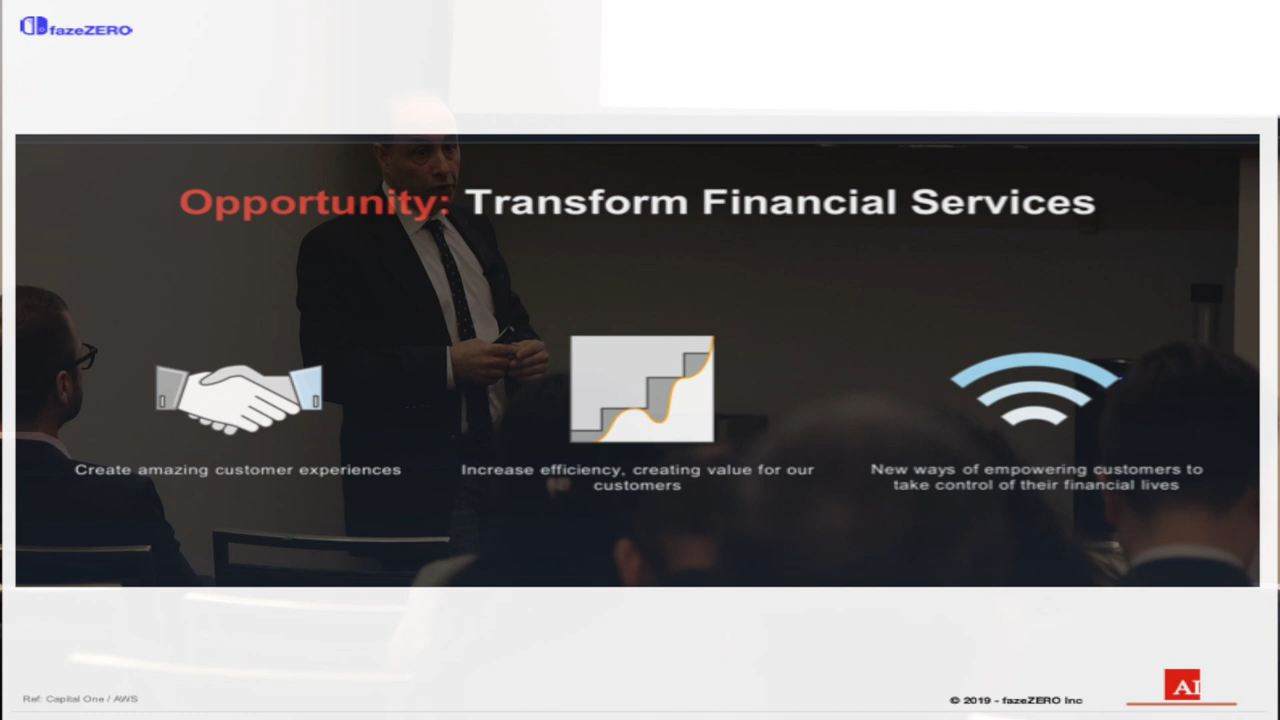 fazeZERO
Opportunity: Transform Financial Services
Create amazing customer experiences
Increase efficiency, creating value for our
customers
New ways of empowering customers to
take control of their financial lives
Ref: Capital One / AWS
© 2019 - fazeZERO Inc
AI